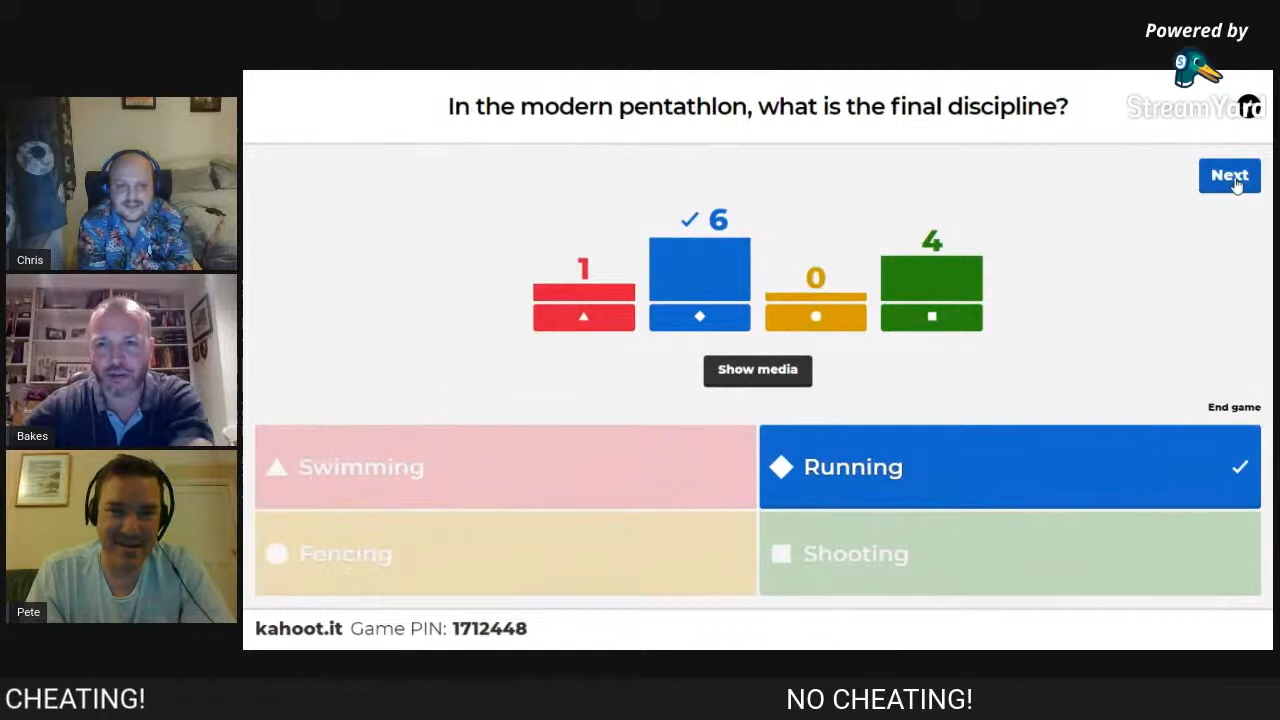 Powered by
StreamYard
In the modern pentathlon, what is the final discipline?
Next
1
6
0
4
Show media
End game
Swimming
Running
Fencing
Shooting
kahoot.it Game PIN: 1712448
Chris
Bakes
Pete
CHEATING!
NO CHEATING!